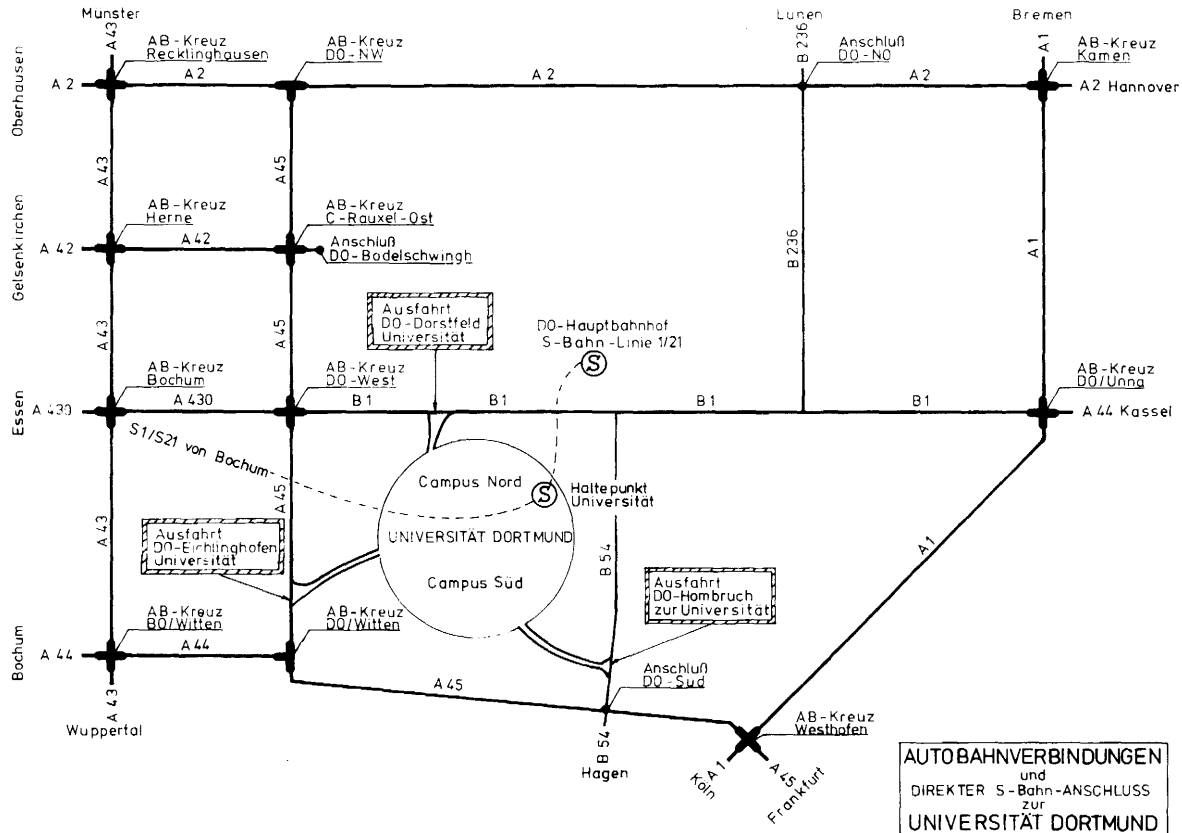 Münster
Lunen
Bremen
A 43
AB-Kreuz
Recklinghausen
AB-Kreuz
DO-NW
B 236
Anschluß
DO-NO
A 1
AB-Kreuz
Kamen
Oberhausen
A 2
A 2
A 2
A 2
A2 Hannover
A 43
A 45
B 236
A 1
Gelsenkirchen
AB-Kreuz
Herne
AB-Kreuz
C-Rauxel-Ost
A 42
A 42
Anschluß
DO-Bodelschwingh
A 43
A 45
Ausfahrt
DO-Dorstfeld
Universität
DO-Hauptbahnhof
S-Bahn-Linie 1/21
S
Essen
AB-Kreuz
Bochum
AB-Kreuz
DO-West
AB-Kreuz
DO/Unna
A 430
A 430
B 1
B 1
B 1
B 1
A 44 Kassel
S1/S21 von Bochum
A 43
A 45
Campus Nord
S
Haltepunkt
Universität
UNIVERSITÄT DORTMUND
Campus Süd
B 54
A 1
Ausfahrt
DO-Eichlinghofen
Universität
Ausfahrt
DO-Hombruch
zur Universität
Bochum
AB-Kreuz
BO/Witten
AB-Kreuz
DO/Witten
A 44
A 44
A 43
Wuppertal
A 45
Anschluß
DO-Sud
B 54
Hagen
AB-Kreuz
Westhofen
A 1
Köln
A 45
Frankfurt
AUTOBAHNVERBINDUNGEN
und
DIREKTER S-Bahn-ANSCHLUSS
zur
UNIVERSITÄT DORTMUND